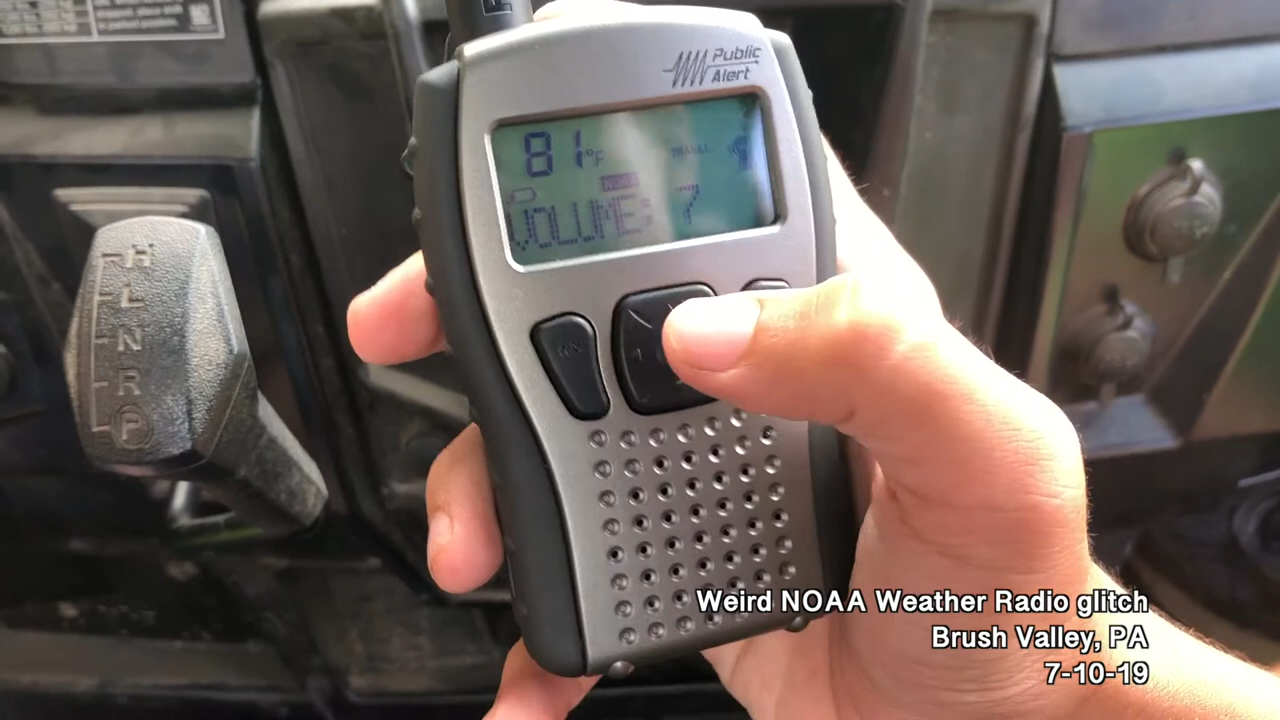 Public
Alert
81°F
VOLUME: 7
H
L
N
R
P
Weird NOAA Weather Radio glitch
Brush Valley, PA
7-10-19